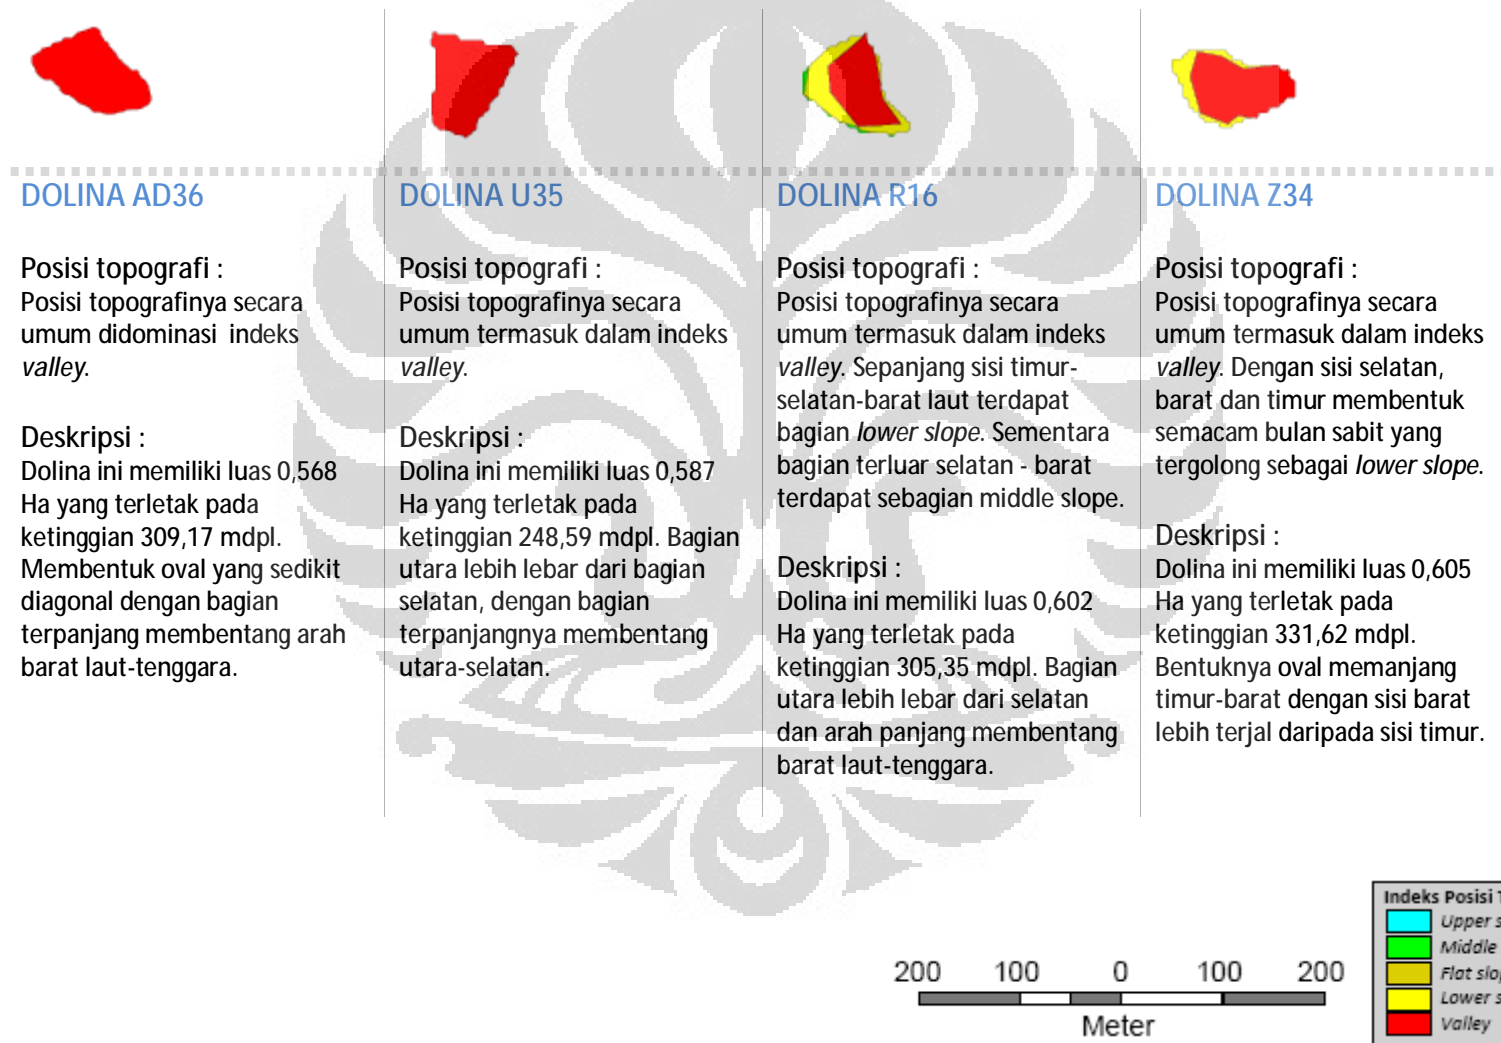 DOLINA AD36
Posisi topografi :
Posisi topografinya secara
umum didominasi indeks
valley.
Deskripsi :
Dolina ini memiliki luas 0,568
Ha yang terletak pada
ketinggian 309,17 mdpl.
Membentuk oval yang sedikit
diagonal dengan bagian
terpanjang membentang arah
barat laut-tenggara.
DOLINA U35
Posisi topografi :
Posisi topografinya secara
umum termasuk dalam indeks
valley.
Deskripsi :
Dolina ini memiliki luas 0,587
Ha yang terletak pada
ketinggian 248,59 mdpl. Bagian
utara lebih lebar dari bagian
selatan, dengan bagian
terpanjangnya membentang
utara-selatan.
DOLINA R16
Posisi topografi :
Posisi topografinya secara
umum termasuk dalam indeks
valley. Sepanjang sisi timur-
selatan-barat laut terdapat
bagian lower slope. Sementara
bagian terluar selatan - barat
terdapat sebagian middle slope.
Deskripsi :
Dolina ini memiliki luas 0,602
Ha yang terletak pada
ketinggian 305,35 mdpl. Bagian
utara lebih lebar dari selatan
dan arah panjang membentang
barat laut-tenggara.
DOLINA Z34
Posisi topografi :
Posisi topografinya secara
umum termasuk dalam indeks
valley. Dengan sisi selatan,
barat dan timur membentuk
semacam bulan sabit yang
tergolong sebagai lower slope.
Deskripsi :
Dolina ini memiliki luas 0,605
Ha yang terletak pada
ketinggian 331,62 mdpl.
Bentuknya oval memanjang
timur-barat dengan sisi barat
lebih terjal daripada sisi timur.
200 100 0 100 200
Meter
Indeks Posisi
Upper
Middle
Flat
Lower
Valley